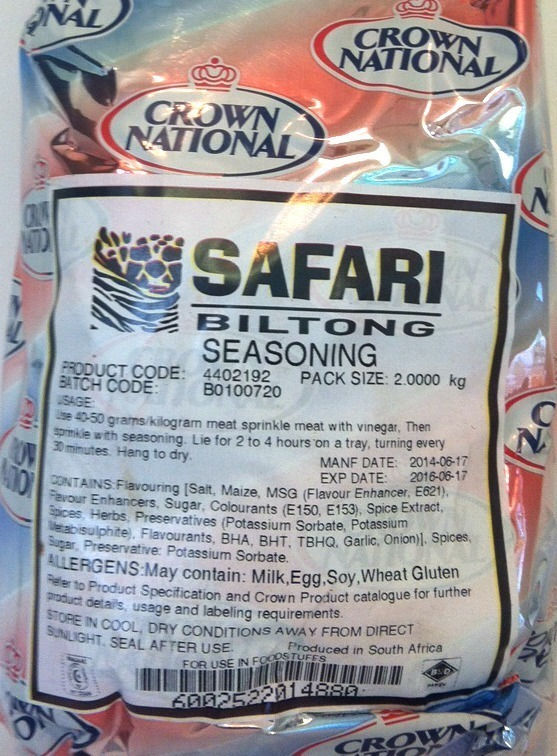 NAL
CROWN
NATIONAL
CROWN
NATIONAL
SAFARI
BILTONG
SEASONING
PRODUCT CODE: 4402192 PACK SIZE: 2.0000 kg
BATCH CODE: B0100720
USAGE:
Use 40-50 grams/kilogram meat sprinkle meat with vinegar, Then
sprinkle with seasoning. Lie for 2 to 4 hours on a tray, turning every
30 minutes. Hang to dry.
MANF DATE: 2014-06-17
EXP DATE: 2016-06-17
CONTAINS: Flavouring [Salt, Maize, MSG (Flavour Enhancer, E621),
Flavour Enhancers, Sugar, Colourants (E150, E153), Spice Extract,
Spices, Herbs, Preservatives (Potassium Sorbate, Potassium
Metabisulphite), Flavourants, BHA, BHT, TBHQ, Garlic, Onion)], Spices,
Sugar, Preservative: Potassium Sorbate.
ALLERGENS:May contain: Milk,Egg,Soy,Wheat Gluten
Refer to Product Specification and Crown Product catalogue for further
product details, usage and labeling requirements.
STORE IN COOL, DRY CONDITIONS AWAY FROM DIRECT
SUNLIGHT. SEAL AFTER USE. Produced in South Africa
FOR USE IN FOODSTUFFS
6002522014880
CROWN